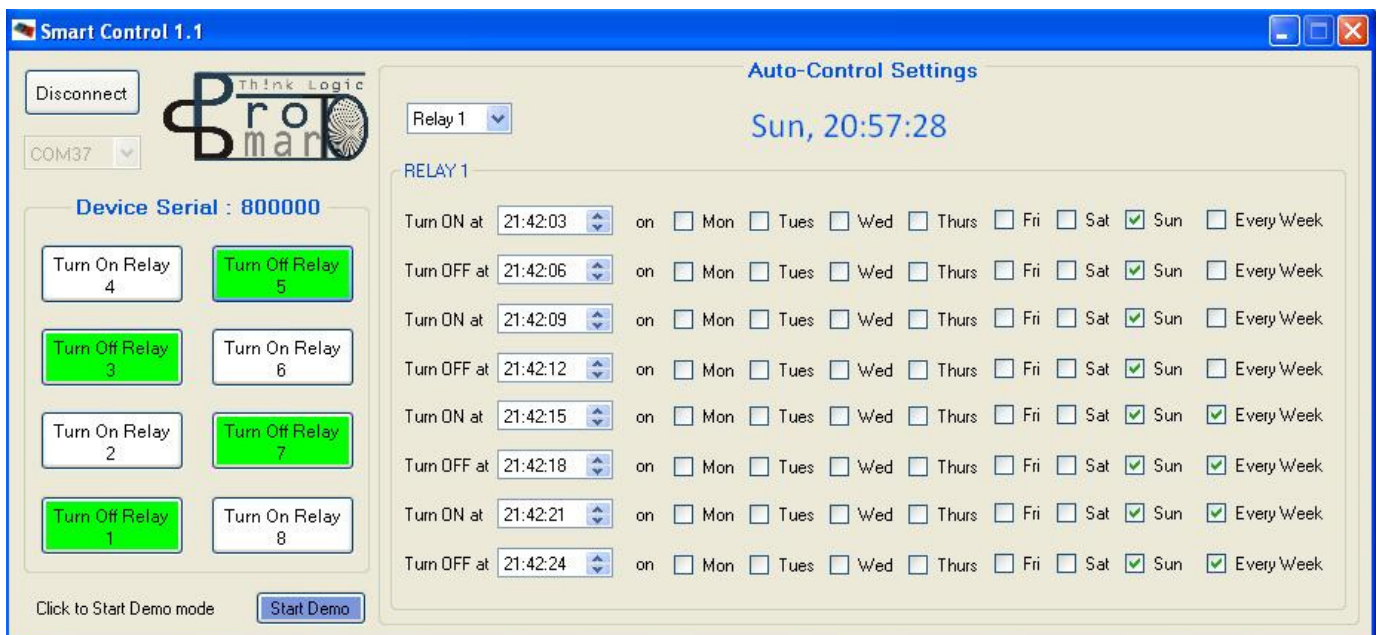 Smart Control 1.1
Disconnect
COM37
Th!nk Logic
Proto
Smart
Device Serial : 800000
Turn On Relay
4
Turn Off Relay
5
Turn Off Relay
3
Turn On Relay
6
Turn On Relay
2
Turn Off Relay
7
Turn Off Relay
1
Turn On Relay
8
Click to Start Demo mode
Start Demo
Auto-Control Settings
Relay 1
Sun, 20:57:28
RELAY 1
Turn ON at 21:42:03 on Mon Tues Wed Thurs Fri Sat Sun Every Week
Turn OFF at 21:42:06 on Mon Tues Wed Thurs Fri Sat Sun Every Week
Turn ON at 21:42:09 on Mon Tues Wed Thurs Fri Sat Sun Every Week
Turn OFF at 21:42:12 on Mon Tues Wed Thurs Fri Sat Sun Every Week
Turn ON at 21:42:15 on Mon Tues Wed Thurs Fri Sat Sun Every Week
Turn OFF at 21:42:18 on Mon Tues Wed Thurs Fri Sat Sun Every Week
Turn ON at 21:42:21 on Mon Tues Wed Thurs Fri Sat Sun Every Week
Turn OFF at 21:42:24 on Mon Tues Wed Thurs Fri Sat Sun Every Week